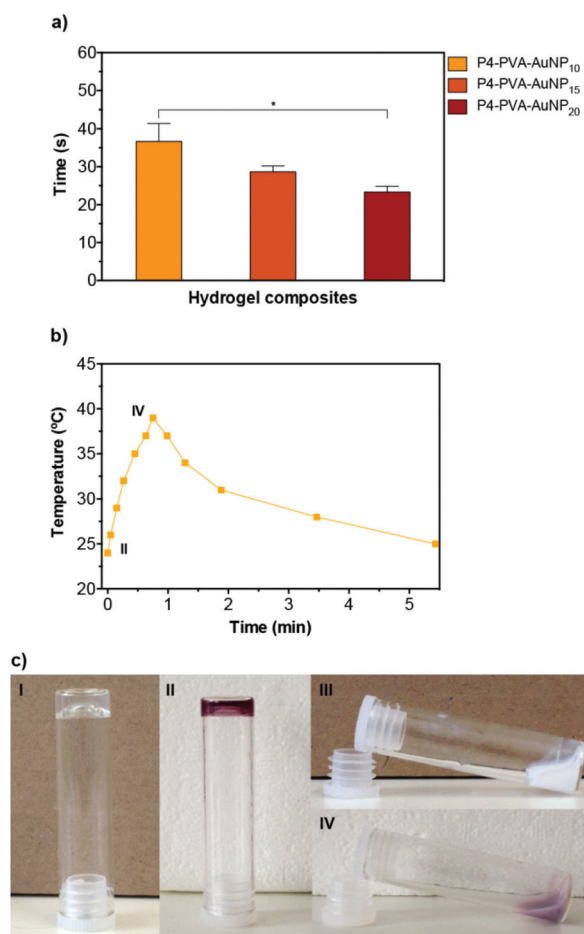 a)
P4-PVA-AuNP₁₀
P4-PVA-AuNP₁₅
P4-PVA-AuNP₂₀
*
60
50
40
30
20
10
0
Time (s)
Hydrogel composites
b)
45
40
35
30
25
20
IV
II
0 1 2 3 4 5
Temperature (ºC)
Time (min)
c)
I
II
III
IV